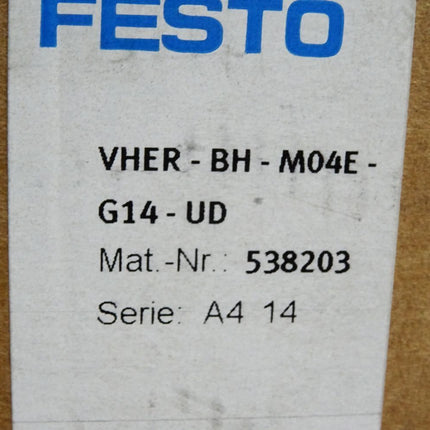 FESTO
VHER - BH - M04E -
G14 - UD
Mat.-Nr.: 538203
Serie: A4 14